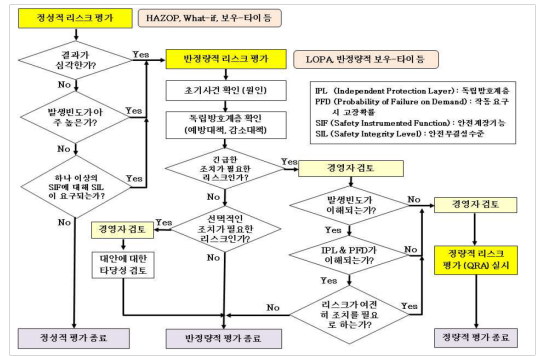 정성적 리스크 평가
HAZOP, What-if, 보우-타이 등
결과가
심각한가?
Yes
No
발생빈도가 아
주 높은가?
Yes
No
하나 이상의
SIF에 대해 SIL
이 요구되는가?
Yes
No
정성적 평가 종료
반정량적 리스크 평가
LOPA, 반정량적 보우-타이 등
초기사건 확인 (원인)
독립방호계층 확인
(예방대책, 감소대책)
긴급한
조치가 필요한
리스크인가?
Yes
No
선택적인
조치가 필요한
리스크인가?
Yes
No
경영자 검토
대안에 대한
타당성 검토
반정량적 평가 종료
IPL (Independent Protection Layer) : 독립방호계층
PFD (Probability of Failure on Demand) : 작동 요구
시 고장확률
SIF (Safety Instrumented Function) : 안전계장기능
SIL (Safety Integrity Level) : 안전무결성수준
경영자 검토
발생빈도가
이해되는가?
No
Yes
IPL & PFD가
이해되는가?
No
Yes
리스크가 여전
히 조치를 필요
로 하는가?
Yes
No
경영자 검토
정량적 리스크
평가 (QRA) 실시
정량적 평가 종료